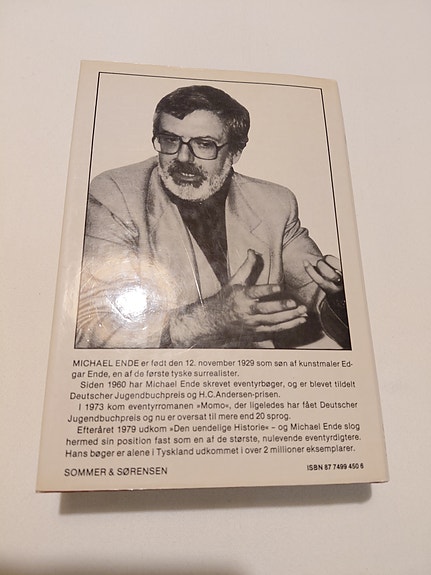 MICHAEL ENDE er født den 12. november 1929 som søn af kunstmaler Ed-
gar Ende, en af de første tyske surrealister.
Siden 1960 har Michael Ende skrevet eventyrbøger, og er blevet tildelt
Deutscher Jugendbuchpreis og H.C.Andersen-prisen.
I 1973 kom eventyrromanen »Momo«, der ligeledes har fået Deutscher
Jugendbuchpreis og nu er oversat til mere end 20 sprog.
Efteråret 1979 udkom »Den uendelige Historie« – og Michael Ende slog
hermed sin position fast som en af de største, nulevende eventyrdigtere.
Hans bøger er alene i Tyskland udkommet i over 2 millioner eksemplarer.
SOMMER & SØRENSEN
ISBN 87 7499 450 6